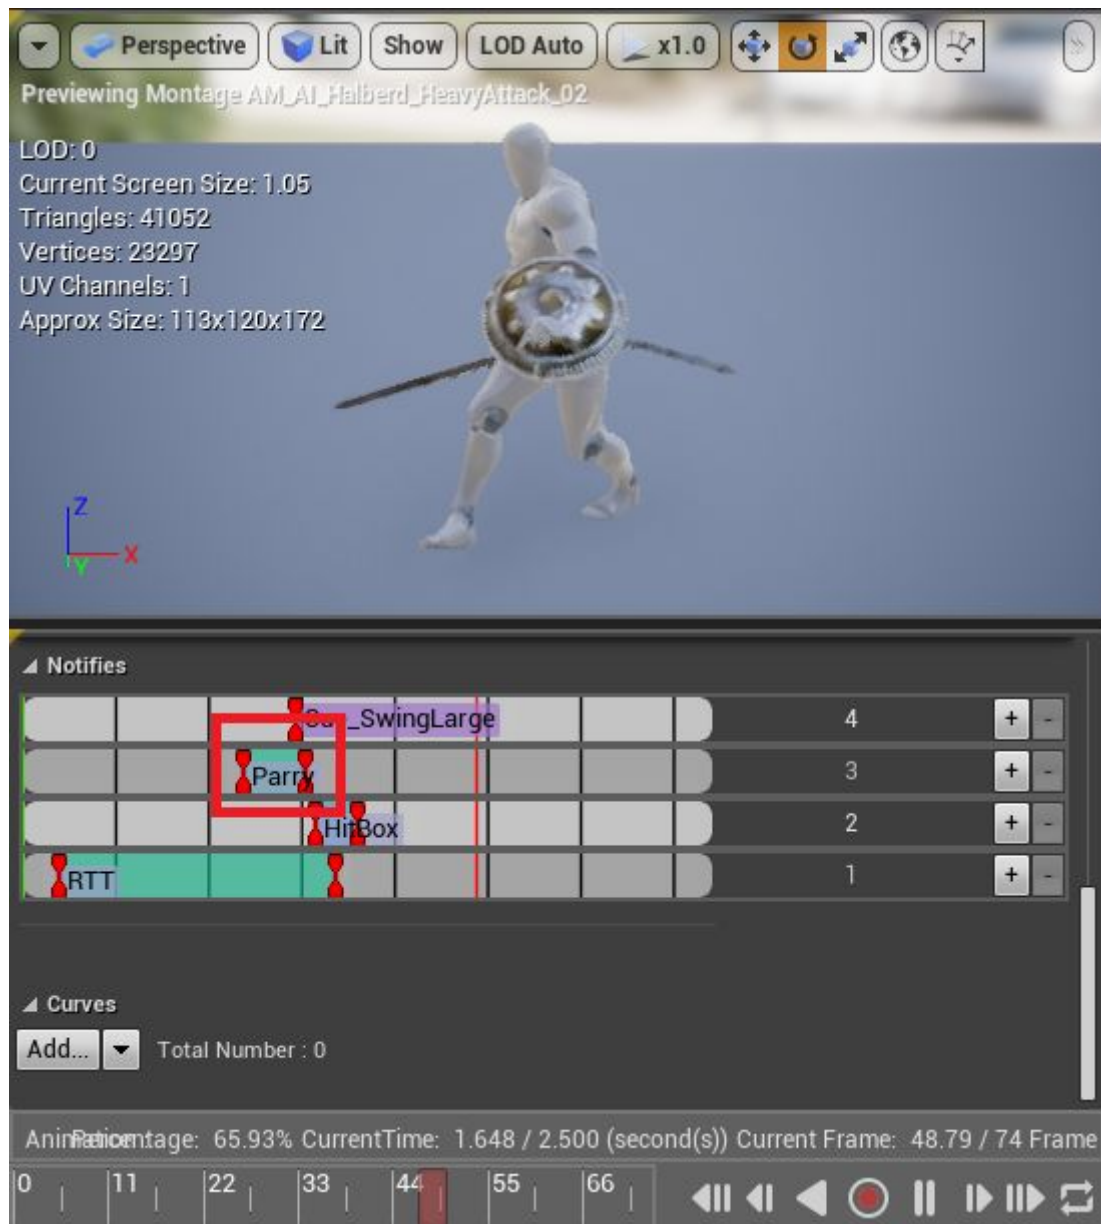 Perspective Lit Show LOD Auto x1.0
Previewing Montage AM_AI_Halberd_HeavyAttack_02
LOD: 0
Current Screen Size: 1.05
Triangles: 41052
Vertices: 23297
UV Channels: 1
Approx Size: 113x120x172
Z
X
Y
Notifies
_SwingLarge 4 + -
Parry 3 + -
HitBox 2 + -
RTT 1 + -
Curves
Add... Total Number : 0
Percentage: 65.93% CurrentTime: 1.648 / 2.500 (second(s)) Current Frame: 48.79 / 74 Frame
0 11 22 33 44 55 66